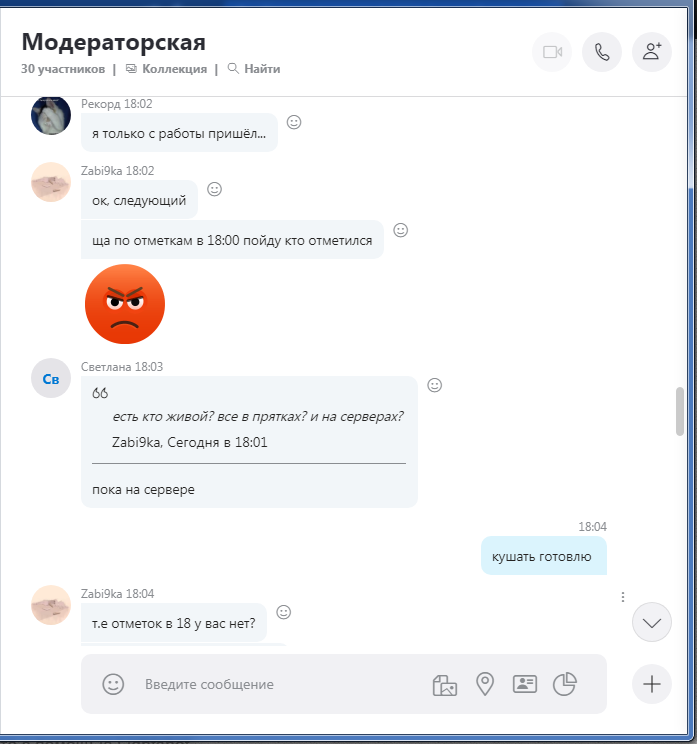 Модераторская
30 участников | Коллекция | Найти
Рекорд 18:02
я только с работы пришёл...
Zabi9ka 18:02
ок, следующий
ща по отметкам в 18:00 пойду кто отметился
Светлана 18:03
Св
есть кто живой? все в прятках? и на серверах?
Zabi9ka, Сегодня в 18:01
пока на сервере
18:04
кушать готовлю
Zabi9ka 18:04
т.е отметок в 18 у вас нет?
Введите сообщение